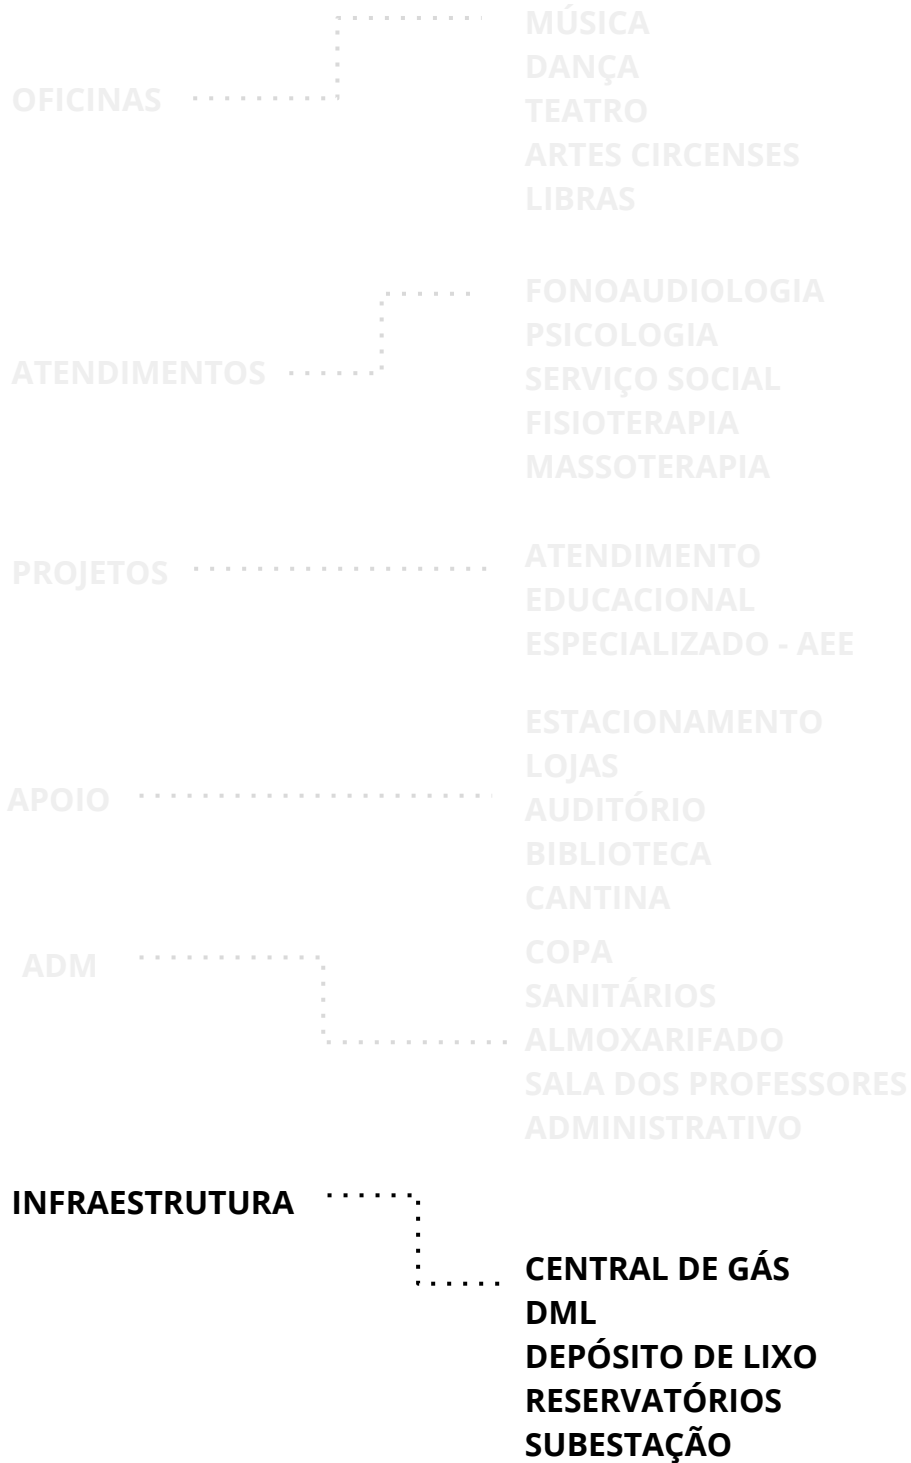 OFICINAS
MÚSICA
DANÇA
TEATRO
ARTES CIRCENSES
LIBRAS
ATENDIMENTOS
FONOAUDIOLOGIA
PSICOLOGIA
SERVIÇO SOCIAL
FISIOTERAPIA
MASSOTERAPIA
PROJETOS
ATENDIMENTO
EDUCACIONAL
ESPECIALIZADO - AEE
APOIO
ESTACIONAMENTO
LOJAS
AUDITÓRIO
BIBLIOTECA
CANTINA
ADM
COPA
SANITÁRIOS
ALMOXARIFADO
SALA DOS PROFESSORES
ADMINISTRATIVO
INFRAESTRUTURA
CENTRAL DE GÁS
DML
DEPÓSITO DE LIXO
RESERVATÓRIOS
SUBESTAÇÃO